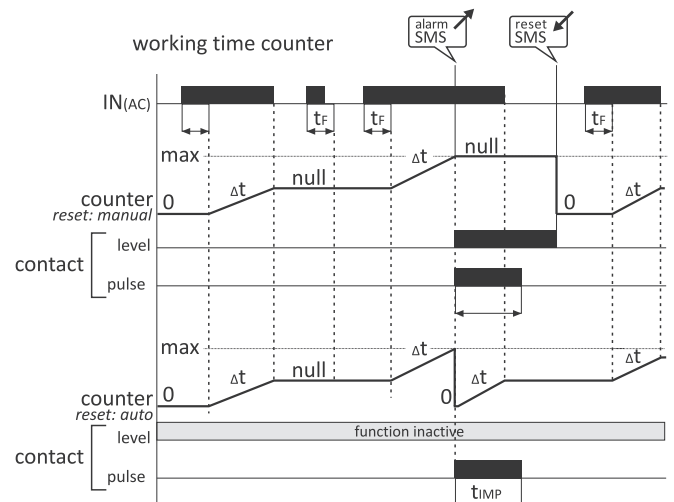 alarm
SMS
reset
SMS
working time counter
IN(AC)
tF
tF
tF
max
Δt
null
null
Δt
0
0
Δt
counter
reset: manual
contact
level
pulse
max
Δt
null
Δt
Δt
Δt
0
0
counter
reset: auto
contact
level
function inactive
pulse
tIMP